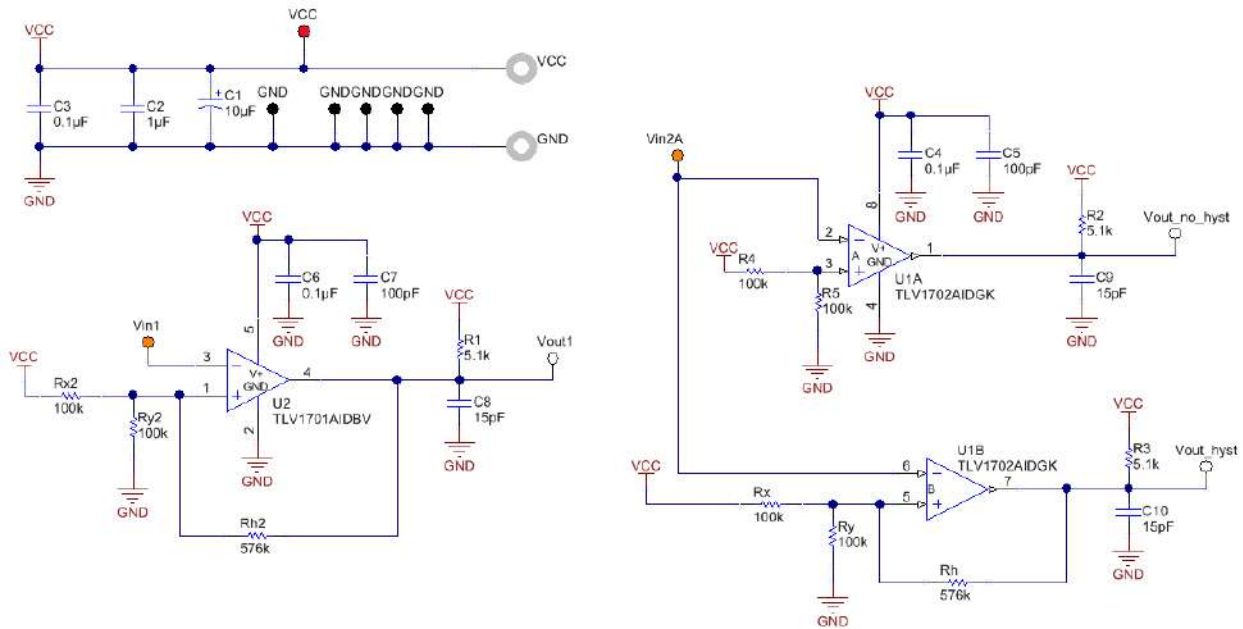 VCC
VCC
VCC
C3
0.1µF
C2
1µF
+
C1
10µF
GND
GND
GND
GND
GND
GND
GND
VCC
C6
0.1µF
C7
100pF
GND
GND
VCC
R1
5.1k
Vout1
Vin1
5
3
V+
GND
4
1
2
U2
TLV1701AIDBV
VCC
Rx2
100k
Ry2
100k
GND
GND
C8
15pF
GND
Rh2
576k
Vin2A
VCC
C4
0.1µF
C5
100pF
GND
GND
VCC
R2
5.1k
Vout_no_hyst
8
2
V+
A
GND
1
3
4
U1A
TLV1702AIDGK
VCC
R4
100k
R5
100k
GND
GND
C9
15pF
GND
U1B
TLV1702AIDGK
VCC
R3
5.1k
Vout_hyst
VCC
6
B
7
5
Rx
100k
Ry
100k
C10
15pF
GND
Rh
576k
GND